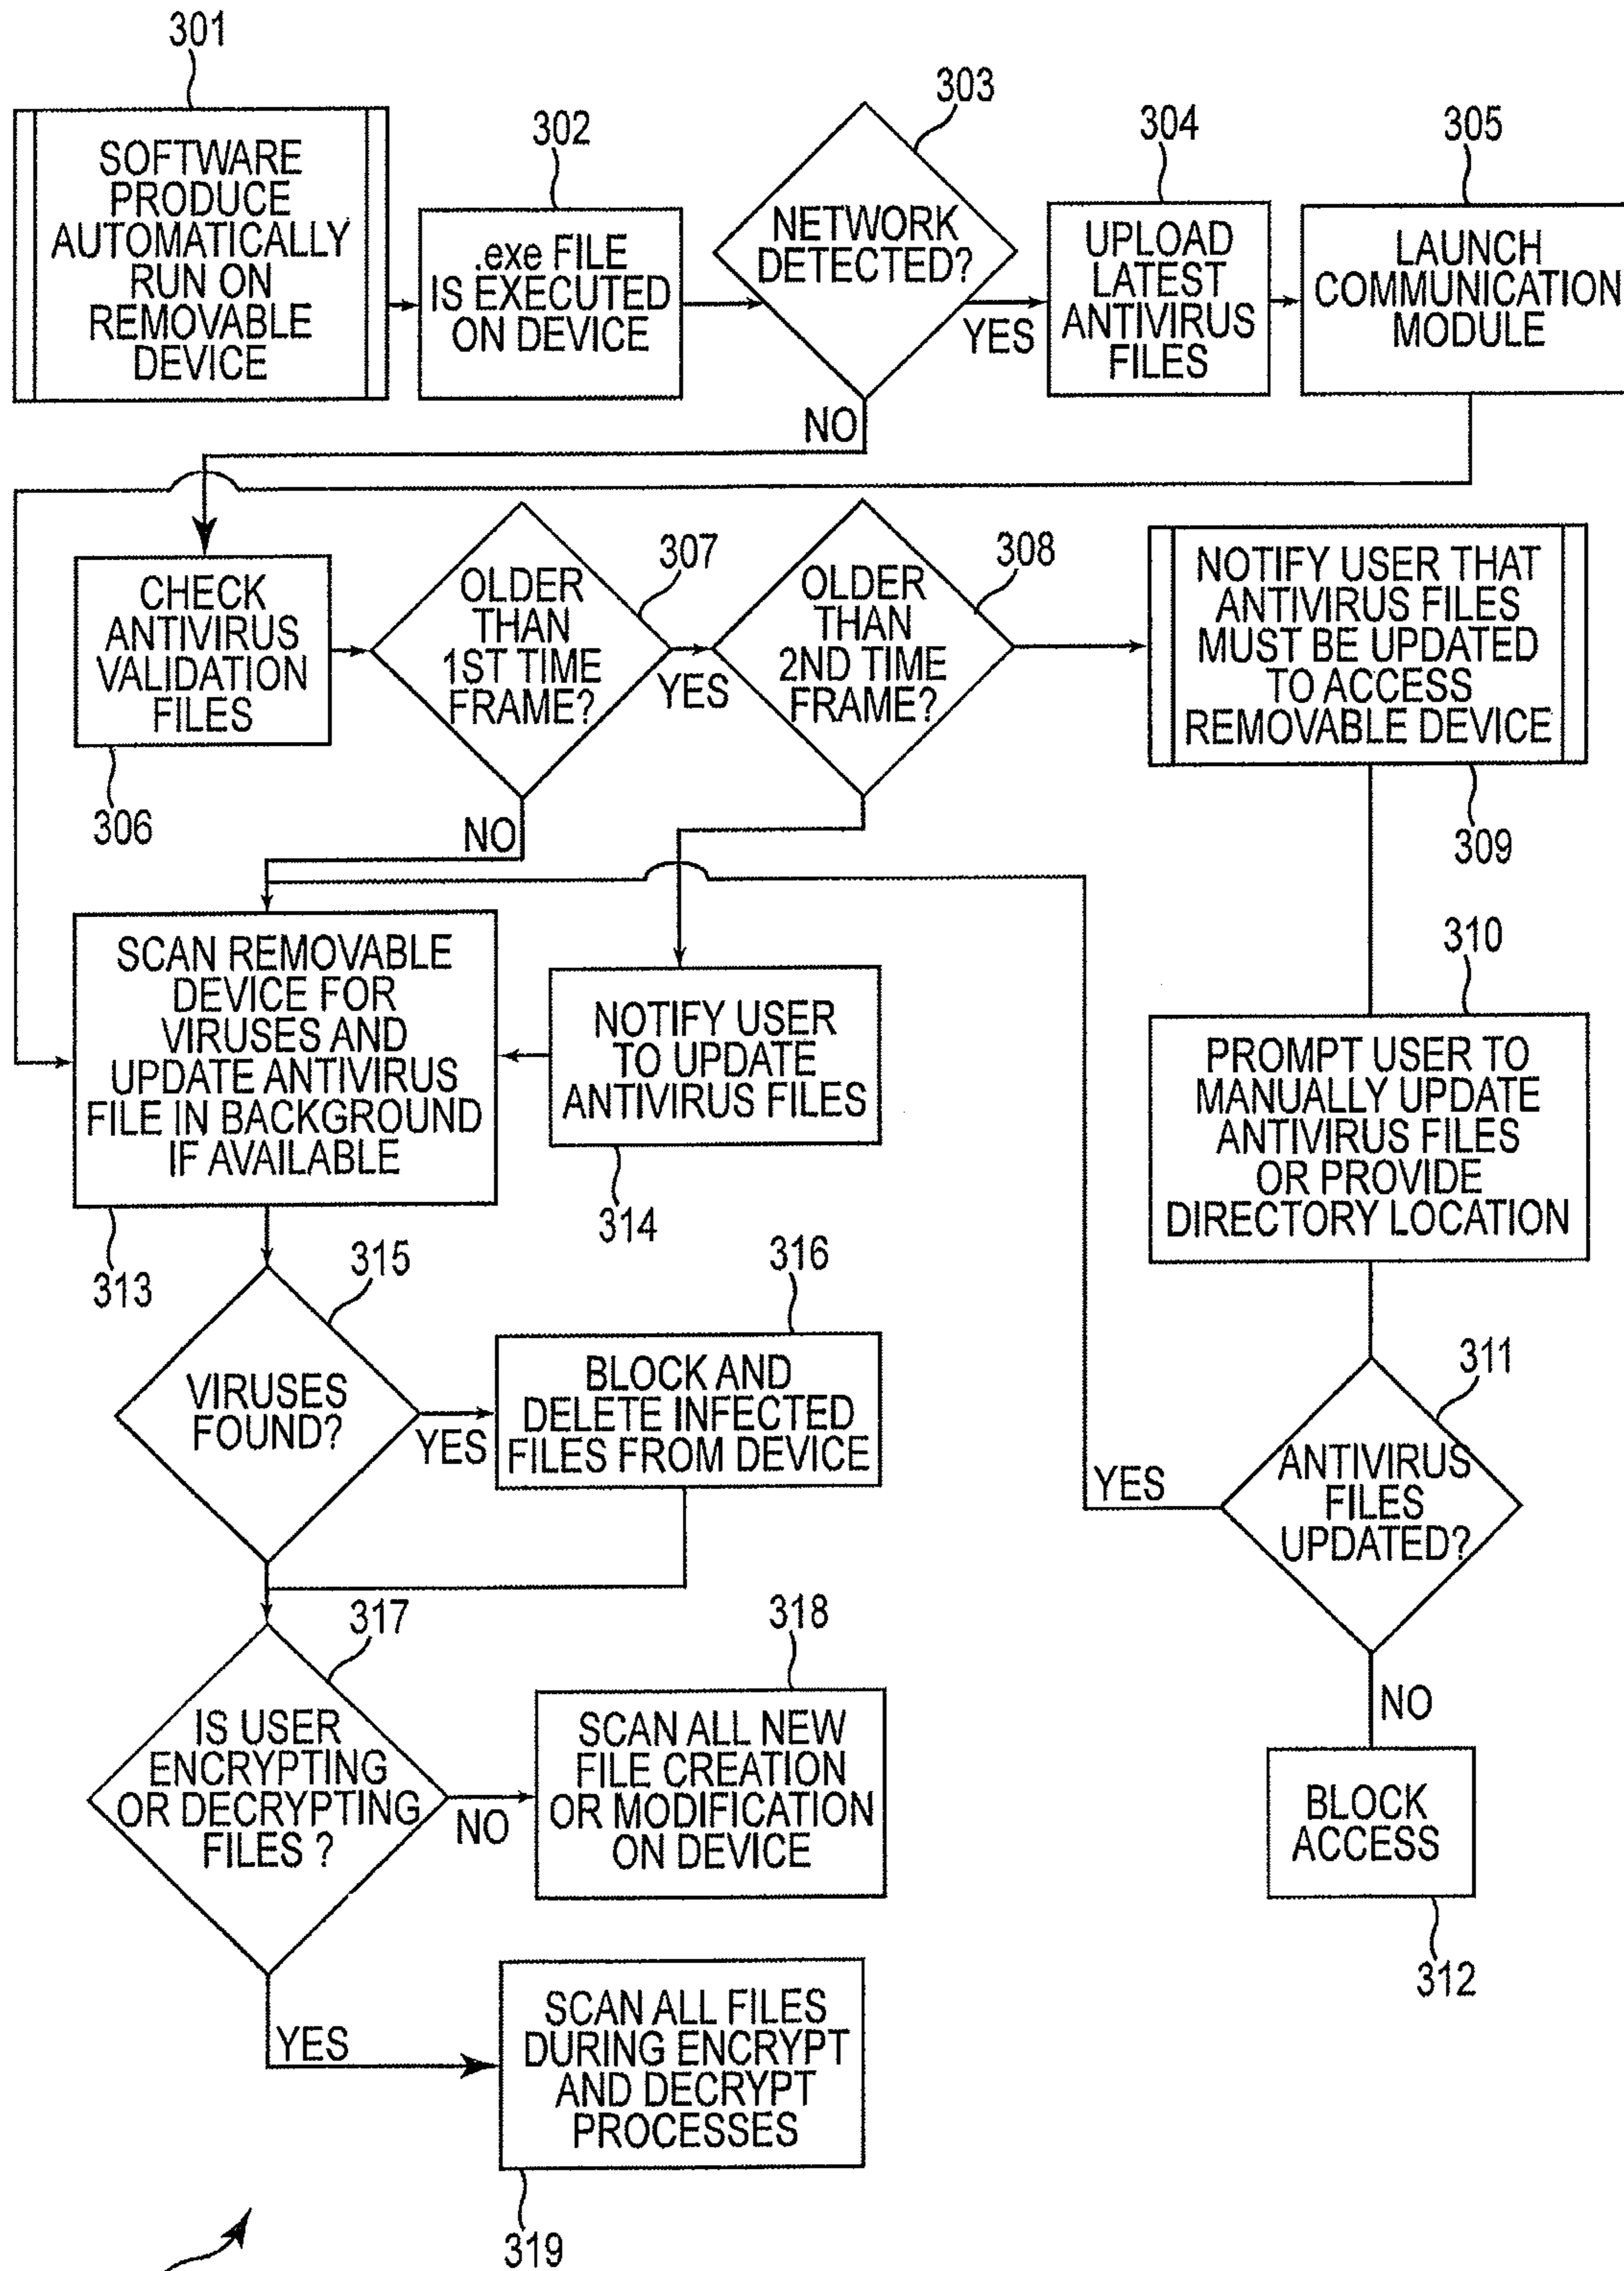 301
SOFTWARE
PRODUCE
AUTOMATICALLY
RUN ON
REMOVABLE
DEVICE
302
.exe FILE
IS EXECUTED
ON DEVICE
303
NETWORK
DETECTED?
YES
NO
304
UPLOAD
LATEST
ANTIVIRUS
FILES
305
LAUNCH
COMMUNICATION
MODULE
CHECK
ANTIVIRUS
VALIDATION
FILES
306
307
OLDER
THAN
1ST TIME
FRAME?
YES
NO
308
OLDER
THAN
2ND TIME
FRAME?
NOTIFY USER THAT
ANTIVIRUS FILES
MUST BE UPDATED
TO ACCESS
REMOVABLE DEVICE
309
SCAN REMOVABLE
DEVICE FOR
VIRUSES AND
UPDATE ANTIVIRUS
FILE IN BACKGROUND
IF AVAILABLE
313
NOTIFY USER
TO UPDATE
ANTIVIRUS FILES
314
310
PROMPT USER TO
MANUALLY UPDATE
ANTIVIRUS FILES
OR PROVIDE
DIRECTORY LOCATION
315
VIRUSES
FOUND?
YES
316
BLOCK AND
DELETE INFECTED
FILES FROM DEVICE
311
ANTIVIRUS
FILES
UPDATED?
YES
NO
BLOCK
ACCESS
312
317
IS USER
ENCRYPTING
OR DECRYPTING
FILES ?
NO
318
SCAN ALL NEW
FILE CREATION
OR MODIFICATION
ON DEVICE
YES
SCAN ALL FILES
DURING ENCRYPT
AND DECRYPT
PROCESSES
319